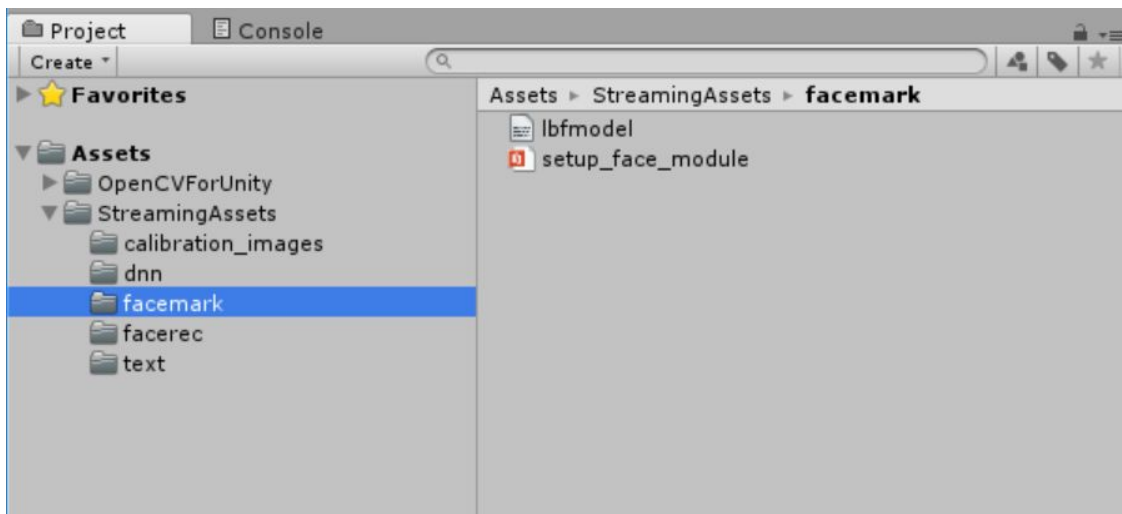 Project
Console
Create
Favorites
Assets
OpenCVForUnity
StreamingAssets
calibration_images
dnn
facemark
facerec
text
Assets ▸ StreamingAssets ▸ facemark
lbfmodel
setup_face_module